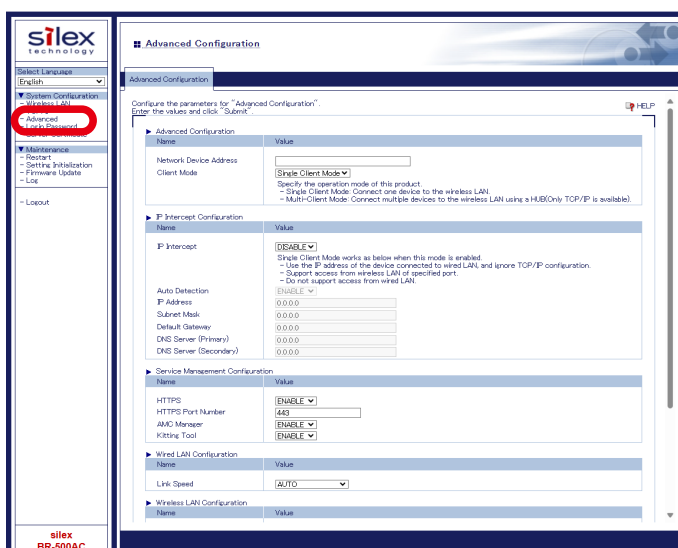 silex
technology
Select Language
English
▼ System Configuration
- Wireless LAN
- Advanced
- Login Password
- Server Certificate
▼ Maintenance
- Restart
- Setting Initialization
- Firmware Update
- Log
- Logout
silex
BR-500AC
Advanced Configuration
Advanced Configuration
Configure the parameters for "Advanced Configuration".
Enter the values and click "Submit".
HELP
▶ Advanced Configuration
Name Value
Network Device Address
Client Mode Single Client Mode
Specify the operation mode of this product.
- Single Client Mode: Connect one device to the wireless LAN.
- Multi-Client Mode: Connect multiple devices to the wireless LAN using a HUB(Only TCP/IP is available).
▶ IP Intercept Configuration
Name Value
IP Intercept DISABLE
Single Client Mode works as below when this mode is enabled.
- Use the IP address of the device connected to wired LAN, and ignore TCP/IP configuration.
- Support access from wireless LAN of specified port.
- Do not support access from wired LAN.
Auto Detection ENABLE
IP Address 0.0.0.0
Subnet Mask 0.0.0.0
Default Gateway 0.0.0.0
DNS Server (Primary) 0.0.0.0
DNS Server (Secondary) 0.0.0.0
▶ Service Management Configuration
Name Value
HTTPS ENABLE
HTTPS Port Number 443
AMC Manager ENABLE
Kitting Tool ENABLE
▶ Wired LAN Configuration
Name Value
Link Speed AUTO
▶ Wireless LAN Configuration
Name Value